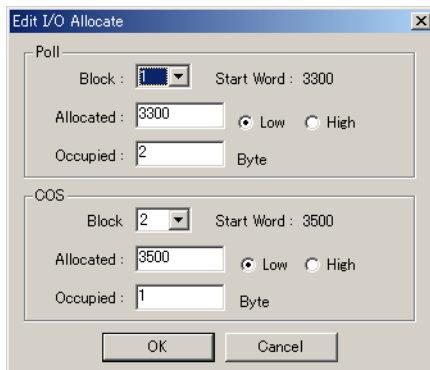 Edit I/O Allocate
Poll
Block : 1 Start Word : 3300
Allocated : 3300 Low High
Occupied : 2 Byte
COS
Block 2 Start Word : 3500
Allocated : 3500 Low High
Occupied : 1 Byte
OK Cancel